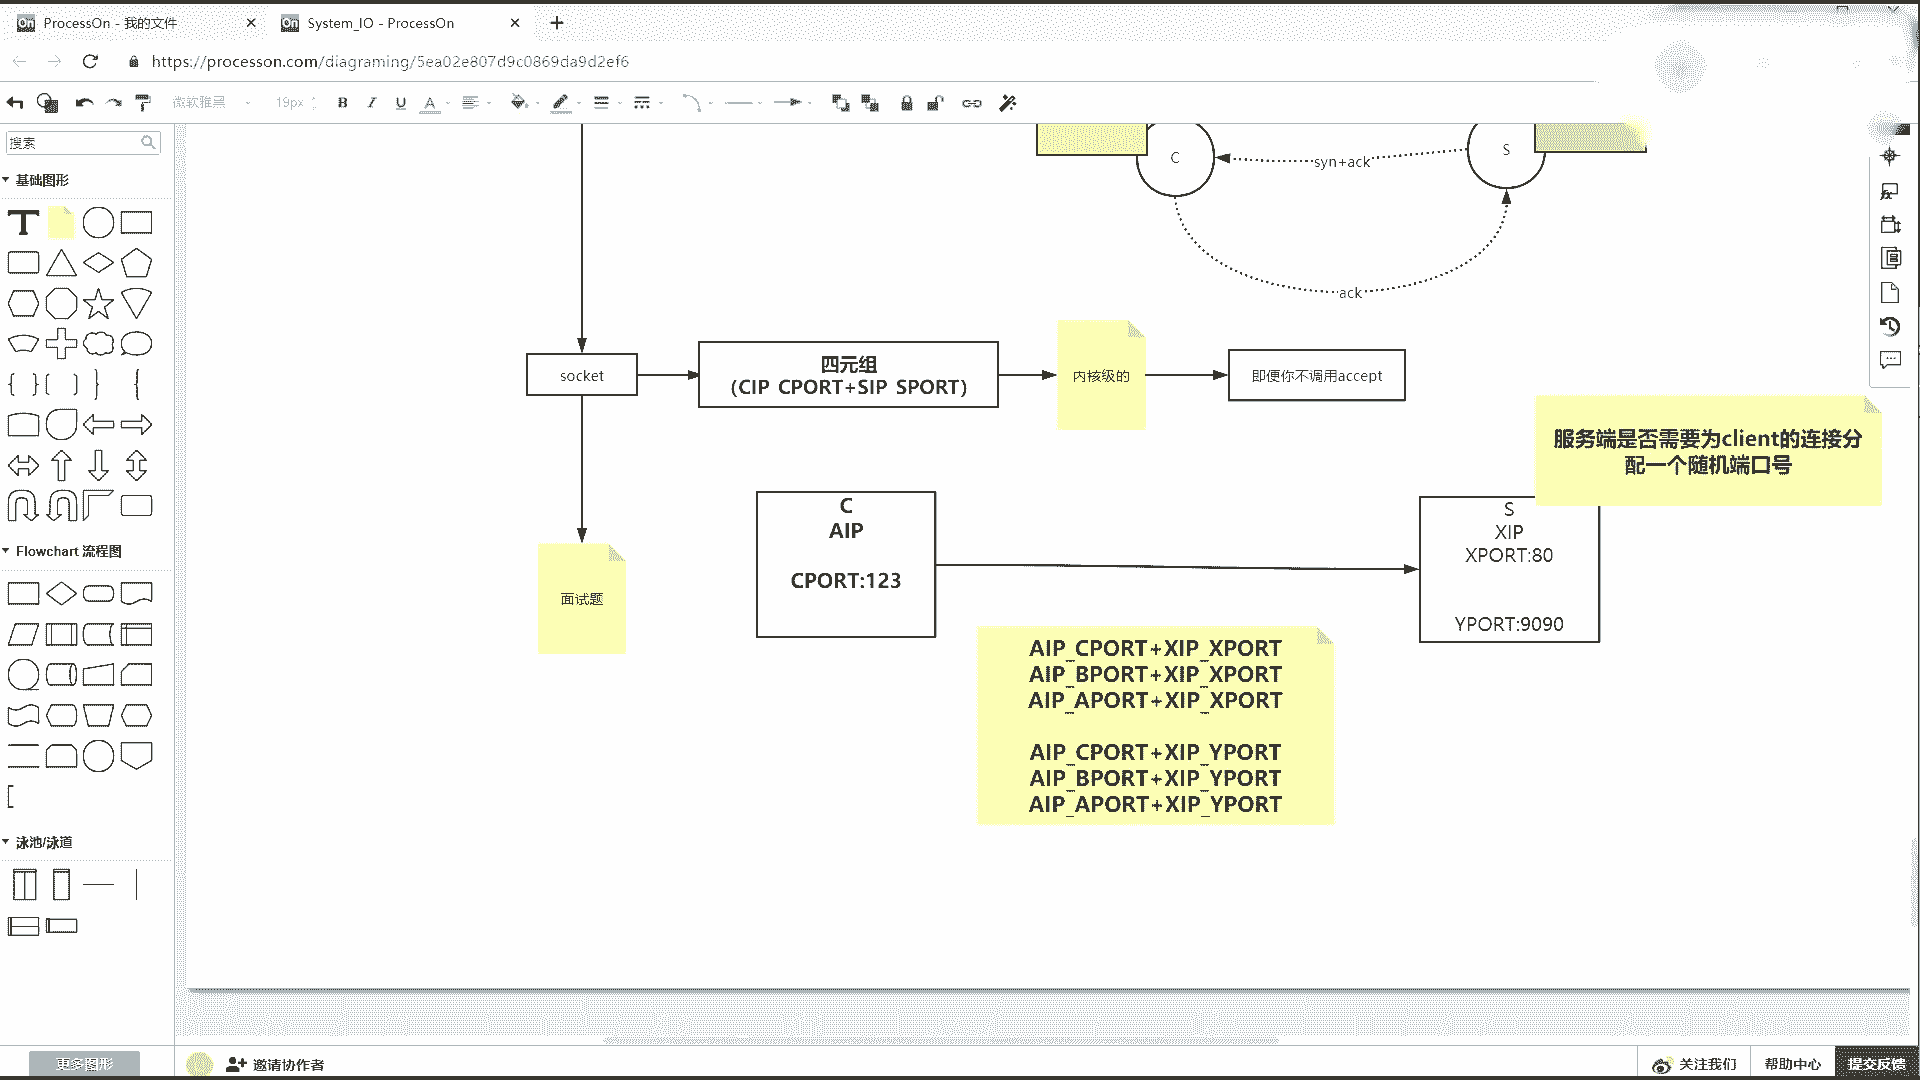 ProcessOn - 我的文件
System_IO - ProcessOn
https://processon.com/diagraming/5ea02e807d9c0869da9d2ef6
微软雅黑
19px
B
I
U
A
搜索
基础图形
T
Flowchart 流程图
泳池/泳道
更多图形
C
S
syn+ack
ack
socket
四元组
(CIP CPORT+SIP SPORT)
内核级的
即便你不调用accept
服务端是否需要为client的连接分
配一个随机端口号
C
AIP
CPORT:123
S
XIP
XPORT:80
YPORT:9090
面试题
AIP_CPORT+XIP_XPORT
AIP_BPORT+XIP_XPORT
AIP_APORT+XIP_XPORT
AIP_CPORT+XIP_YPORT
AIP_BPORT+XIP_YPORT
AIP_APORT+XIP_YPORT
邀请协作者
关注我们
帮助中心
提交反馈